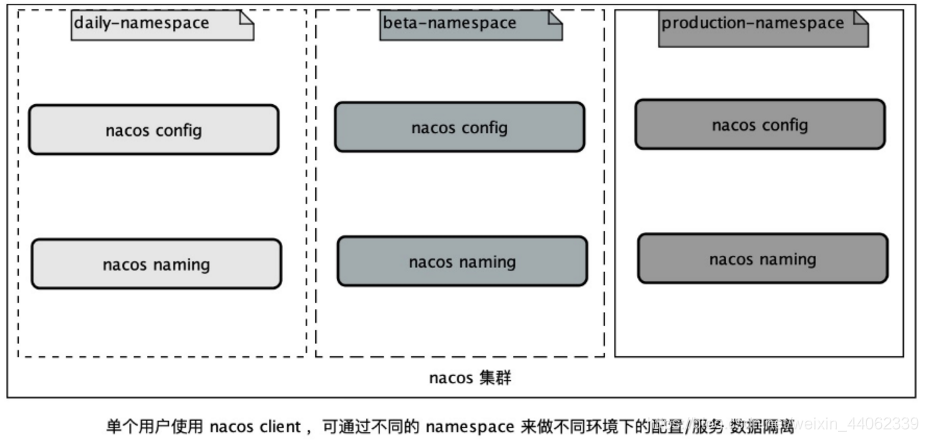 daily-namespace
beta-namespace
production-namespace
nacos config
nacos config
nacos config
nacos naming
nacos naming
nacos naming
nacos 集群
单个用户使用 nacos client ，可通过不同的 namespace 来做不同环境下的配置/服务 数据隔离
weixin_44062339